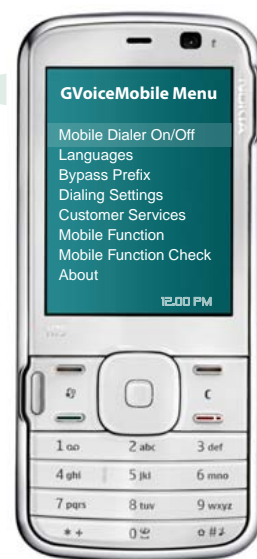 GVoiceMobile Menu
Mobile Dialer On/Off
Languages
Bypass Prefix
Dialing Settings
Customer Services
Mobile Function
Mobile Function Check
About
12.00 PM
N79
C
1
2 abc
3 def
4 ghi
5 jkl
6 mno
7 pqrs
8 tuv
9 wxyz
* +
0
#